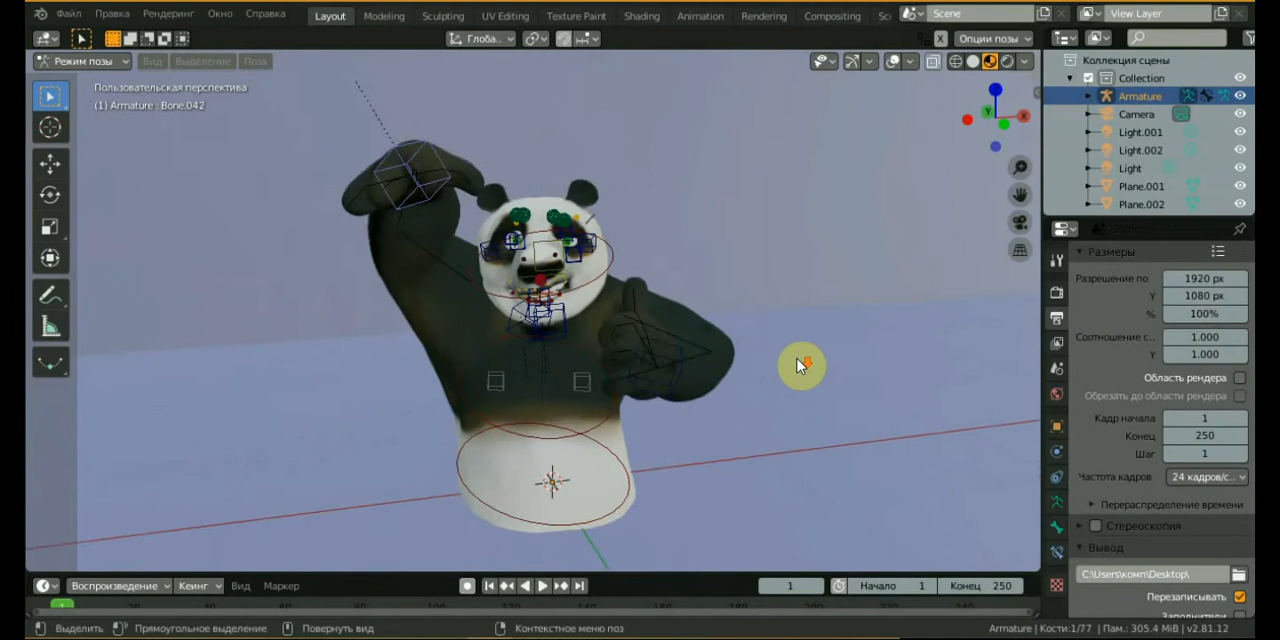 Файл Правка Рендеринг Окно Справка Layout Modeling Sculpting UV Editing Texture Paint Shading Animation Rendering Compositing Sc Scene View Layer
Глоба.. Опции позы
Режим позы Вид Выделение Поза
Пользовательская перспектива
(1) Armature : Bone.042
X
Y
Коллекция сцены
Collection
Armature
Camera
Light.001
Light.002
Light
Plane.001
Plane.002
Размеры
Разрешение по 1920 px
Y 1080 px
% 100%
Соотношение с.. 1.000
Y 1.000
Область рендера
Обрезать до области рендера
Кадр начала 1
Конец 250
Шаг 1
Частота кадров 24 кадров/с..
Перераспределение времени
Стереоскопия
Вывод
C:\Users\комп\Desktop\
Перезаписывать
Воспроизведение Кеинг Вид Маркер 1 Начало 1 Конец 250
1
Выделить Прямоугольное выделение Повернуть вид Контекстное меню поз Armature | Кости:1/77 | Пам.: 305.4 MiB | v2.81.12